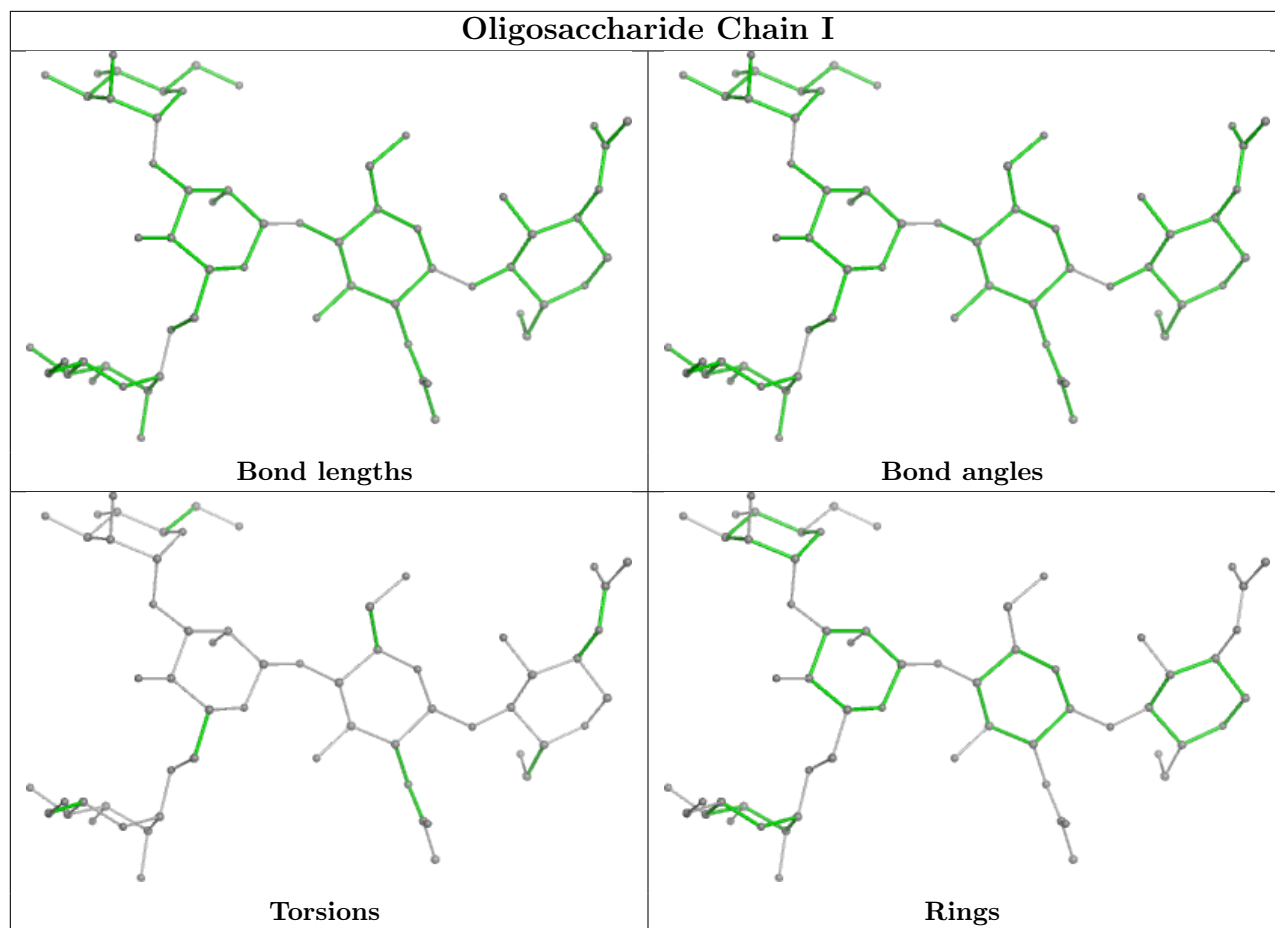 Oligosaccharide Chain I
Bond lengths
Bond angles
Torsions
Rings